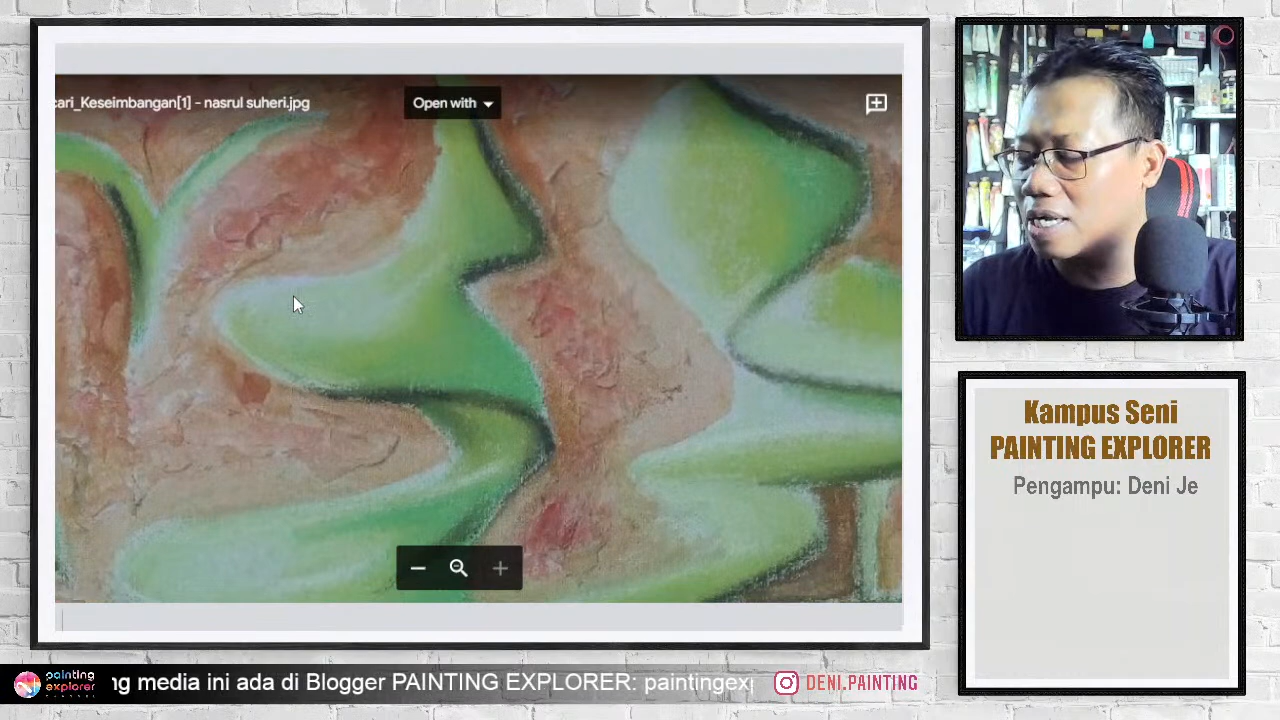 cari_Keseimbangan[1] - nasrul suheri.jpg
Open with
Kampus Seni
PAINTING EXPLORER
Pengampu: Deni Je
painting
explorer
ng media ini ada di Blogger PAINTING EXPLORER: paintingexp
DENI.PAINTING